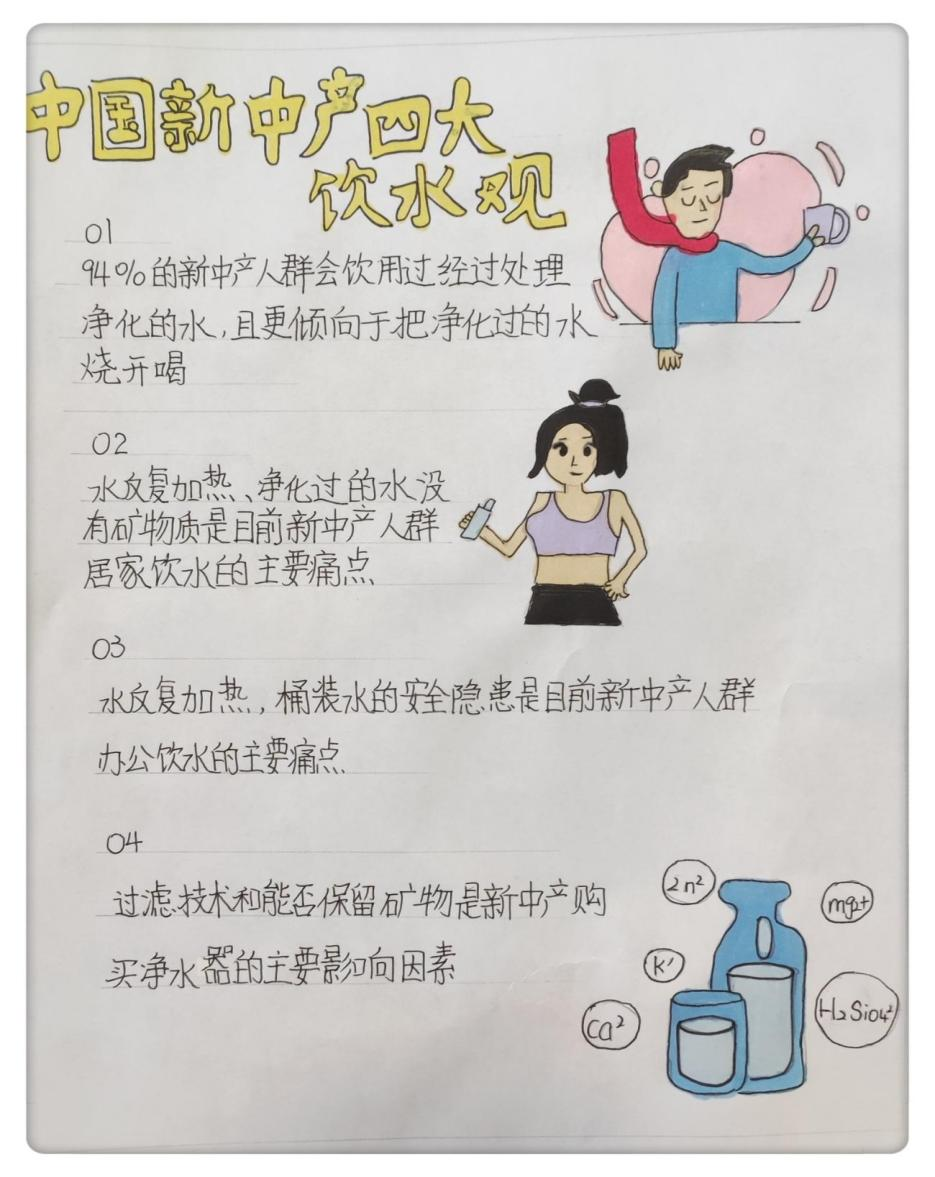 中国新中产四大
饮水观
01
94%的新中产人群会饮用过经过处理
净化的水,且更倾向于把净化过的水
烧开喝
02
水反复加热、净化过的水没
有矿物质是目前新中产人群
居家饮水的主要痛点
03
水反复加热,桶装水的安全隐患是目前新中产人群
办公饮水的主要痛点
04
过滤技术和能否保留矿物是新中产购
买净水器的主要影响因素
Zn²
mg2+
K'
Ca²
H2SiO4²